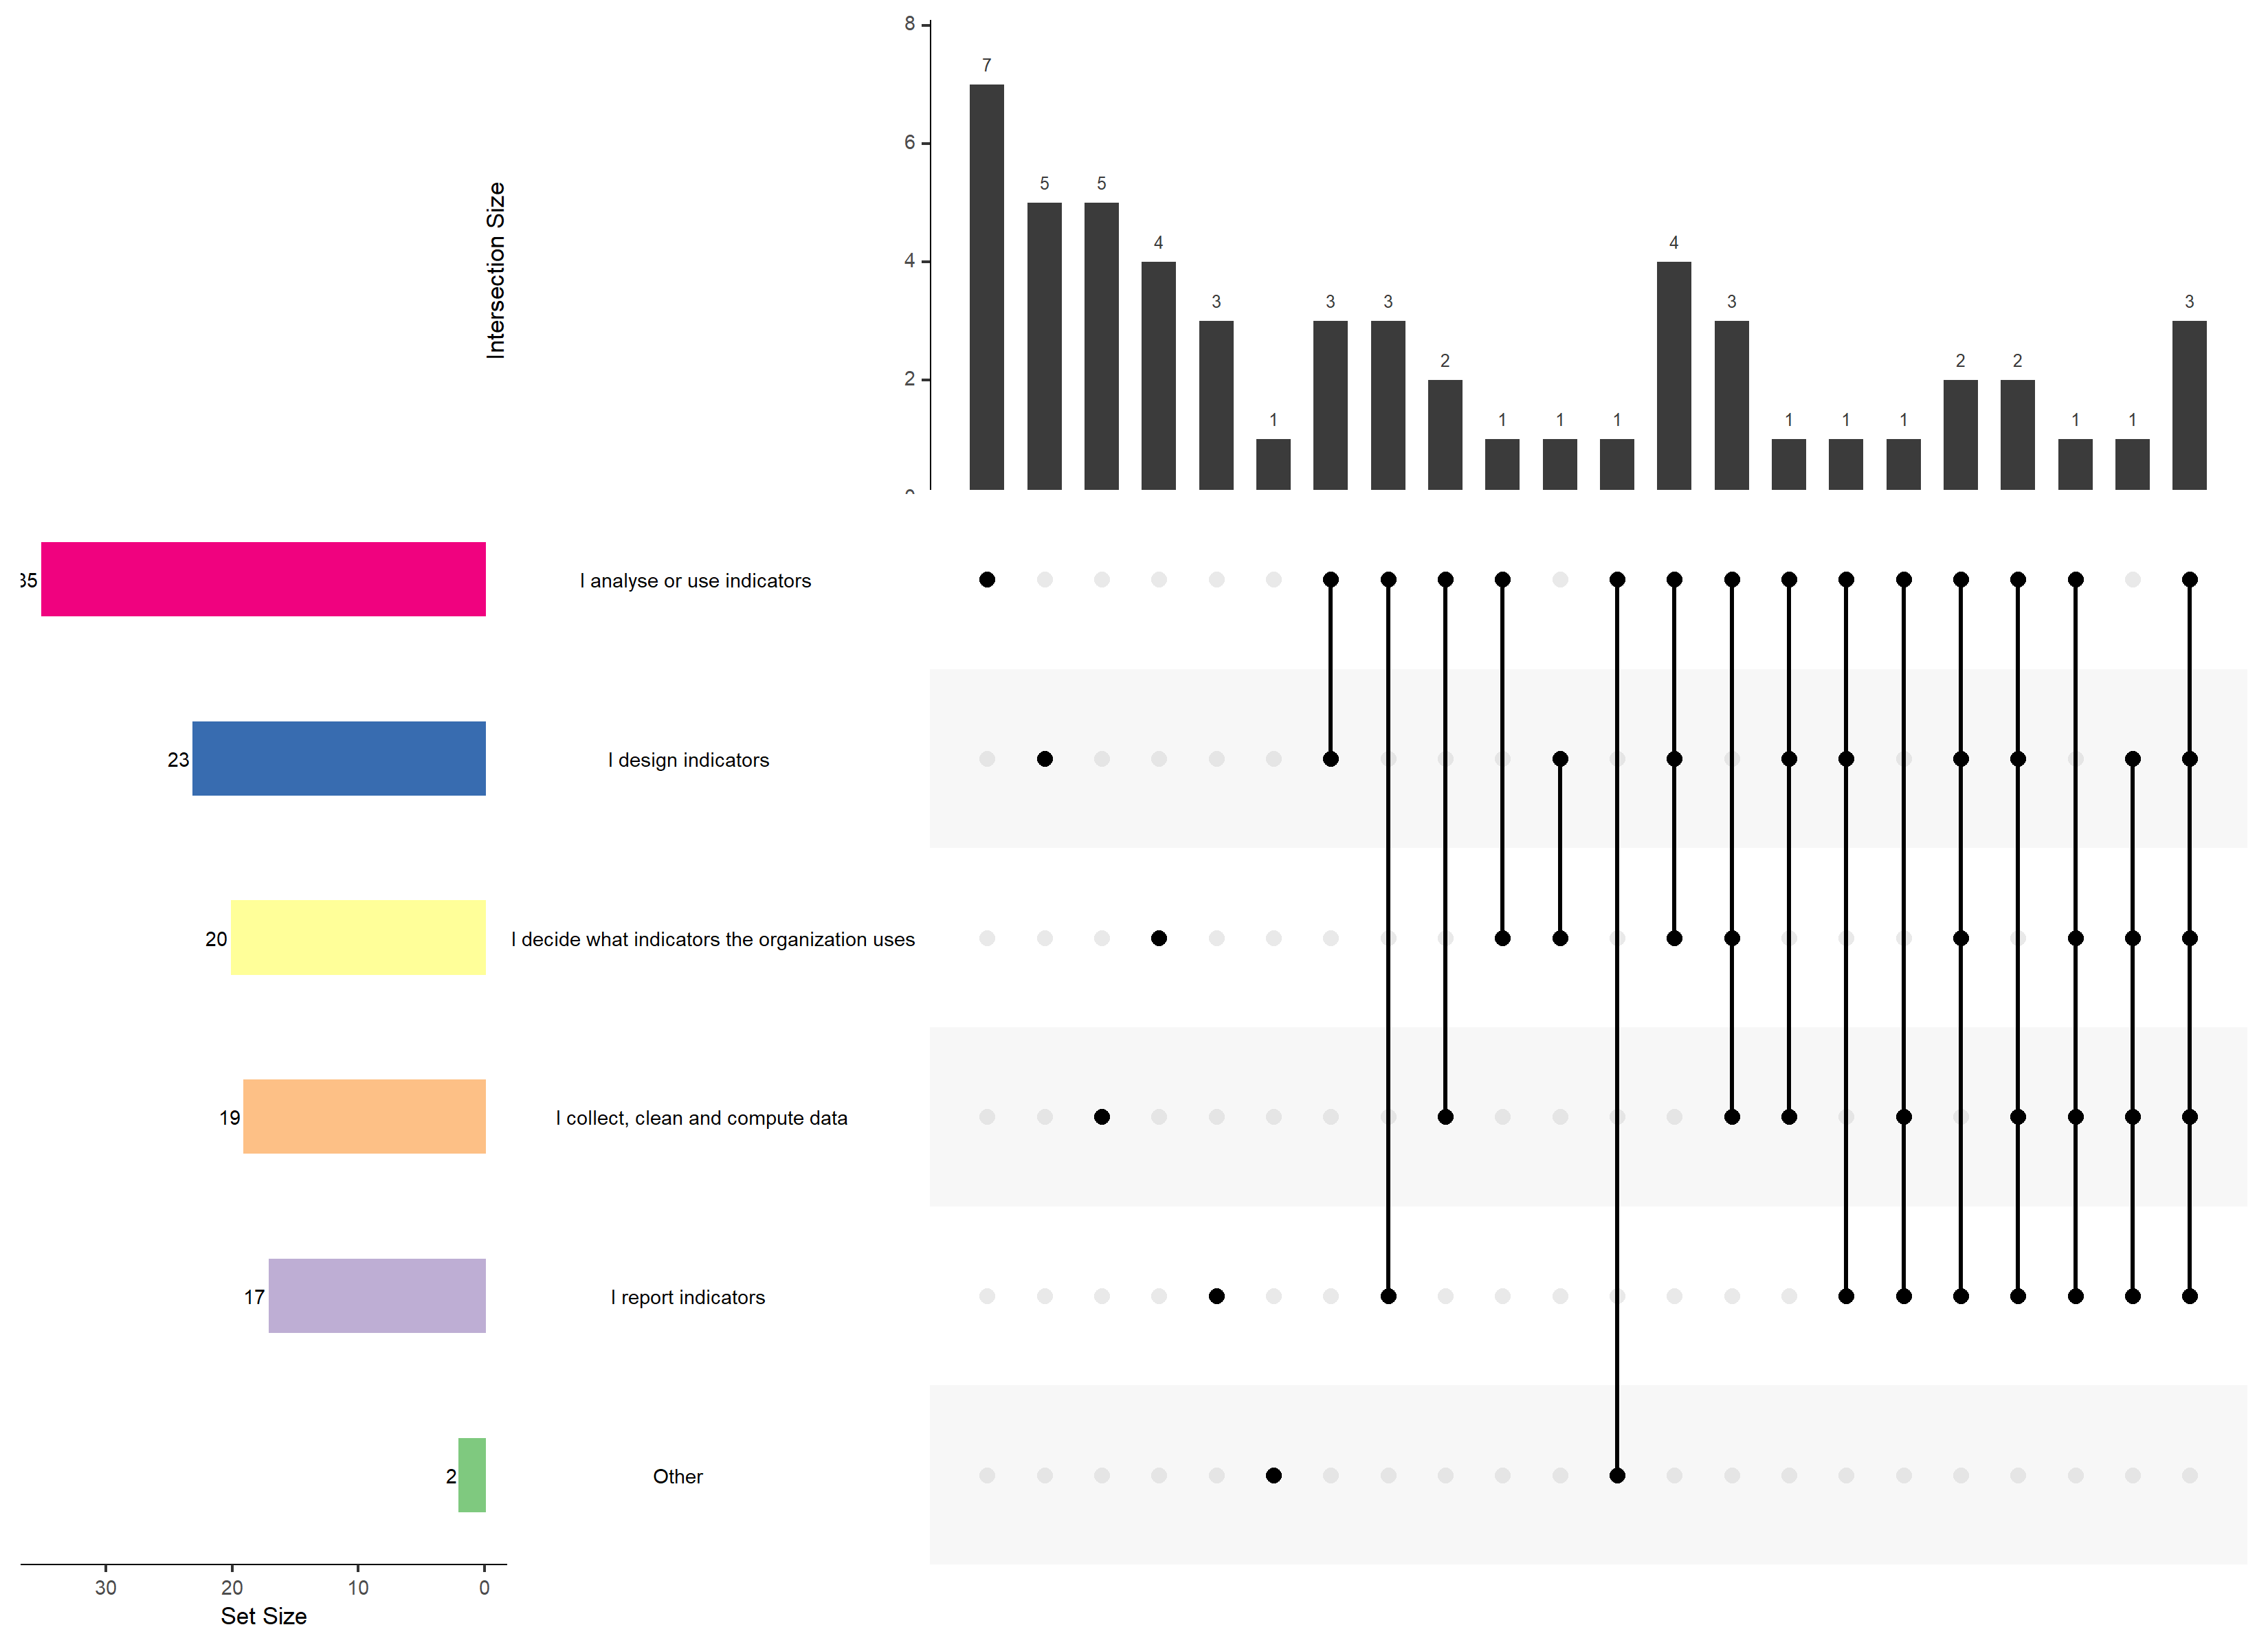 8
7
5 5
6
4 4
3 3 3 3 3
4
2 2 2
2
1 1 1 1 1 1 1 1 1
Intersection Size
35 I analyse or use indicators
23 I design indicators
20 I decide what indicators the organization uses
19 I collect, clean and compute data
17 I report indicators
2 Other
30 20 10 0
Set Size